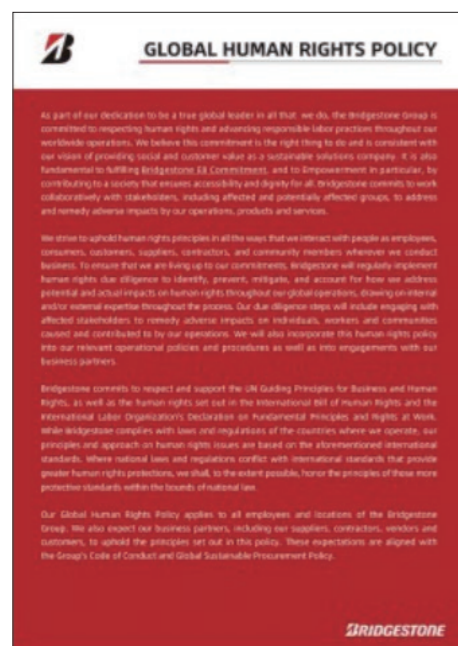 GLOBAL HUMAN RIGHTS POLICY
As part of our dedication to be a true global leader in all that, we do, the Bridgestone Group is
committed to respecting human rights and advancing responsible labor practices throughout our
worldwide operations. We believe this commitment is the right thing to do and is consistent with
our vision of providing social and customer value as a sustainable solutions company. It is also
fundamental to fulfilling Bridgestone E8 Commitment, and to Empowerment in particular, by
contributing to a society that ensures accessibility and dignity for all. Bridgestone commits to work
collaboratively with stakeholders, including affected and potentially affected groups, to address
and remedy adverse impacts by our operations, products and services.
We strive to uphold human rights principles in all the ways that we interact with people as employees,
consumers, customers, suppliers, contractors, and community members wherever we conduct
business. To ensure that we are living up to our commitments, Bridgestone will regularly implement
human rights due diligence to identify, prevent, mitigate, and account for how we address
potential and actual impacts on human rights throughout our global operations, drawing on internal
and/or external expertise throughout the process. Our due diligence steps will include engaging with
affected stakeholders to remedy adverse impacts on individuals, workers and communities
caused and contributed to by our operations. We will also incorporate this human rights policy
into our relevant operational policies and procedures as well as into engagements with our
business partners.
Bridgestone commits to respect and support the UN Guiding Principles for Business and Human
Rights, as well as the human rights set out in the International Bill of Human Rights and the
International Labor Organization's Declaration on Fundamental Principles and Rights at Work.
While Bridgestone complies with laws and regulations of the countries where we operate, our
principles and approach on human rights issues are based on the aforementioned international
standards. Where national laws and regulations conflict with international standards that provide
greater human rights protections, we shall, to the extent possible, honor the principles of those more
protective standards within the bounds of national law.
Our Global Human Rights Policy applies to all employees and locations of the Bridgestone
Group. We also expect our business partners, including our suppliers, contractors, vendors and
customers, to uphold the principles set out in this policy. These expectations are aligned with
the Group's Code of Conduct and Global Sustainable Procurement Policy.
BRIDGESTONE